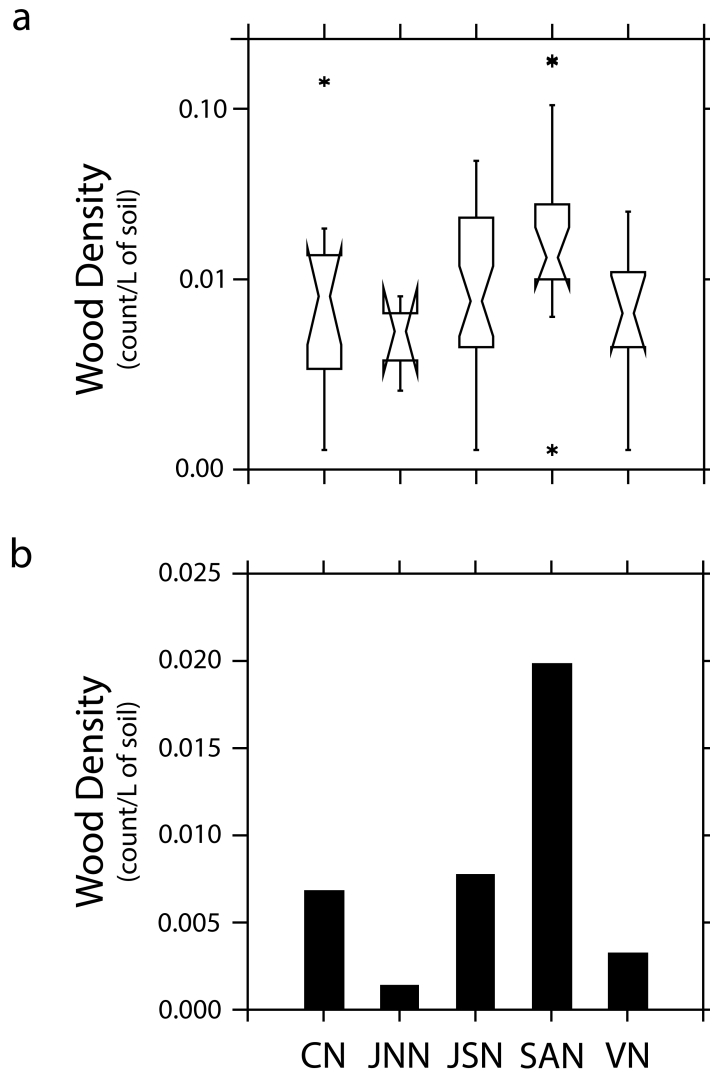 a
0.10
0.01
0.00
Wood Density
(count/L of soil)
b
0.025
0.020
0.015
0.010
0.005
0.000
Wood Density
(count/L of soil)
CN JNN JSN SAN VN